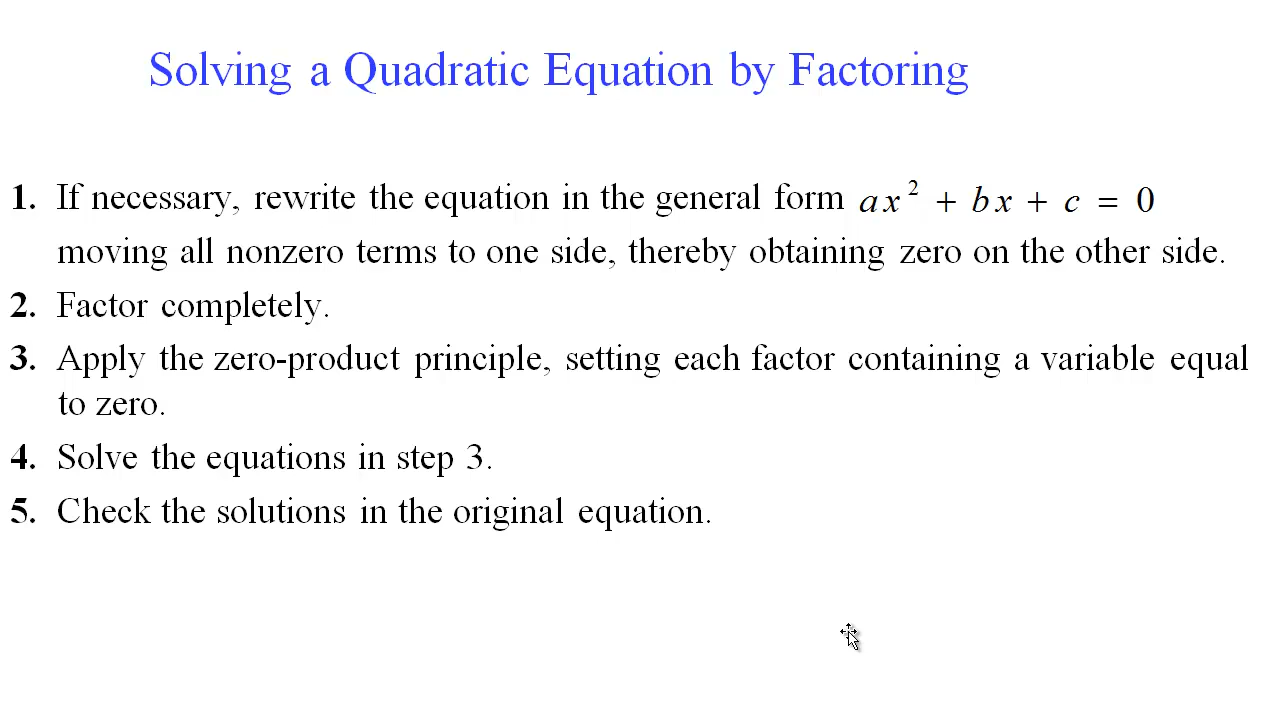 Solving a Quadratic Equation by Factoring
1. If necessary, rewrite the equation in the general form ax² + bx + c = 0
moving all nonzero terms to one side, thereby obtaining zero on the other side.
2. Factor completely.
3. Apply the zero-product principle, setting each factor containing a variable equal
to zero.
4. Solve the equations in step 3.
5. Check the solutions in the original equation.